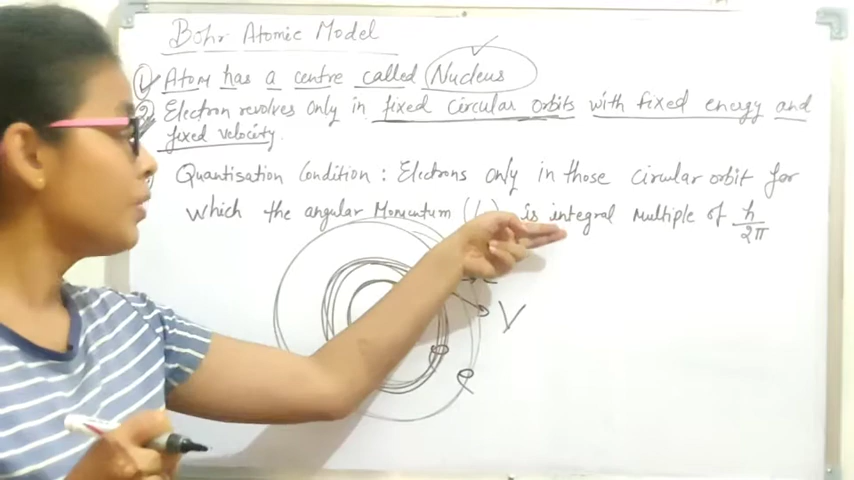 Bohr Atomic Model
① Atom has a centre called Nucleus
② Electron revolves only in fixed circular orbits with fixed energy and
fixed velocity.
Quantisation Condition : Electrons only in those circular orbit for
which the angular Momentum (L is integral multiple of h/2π
V